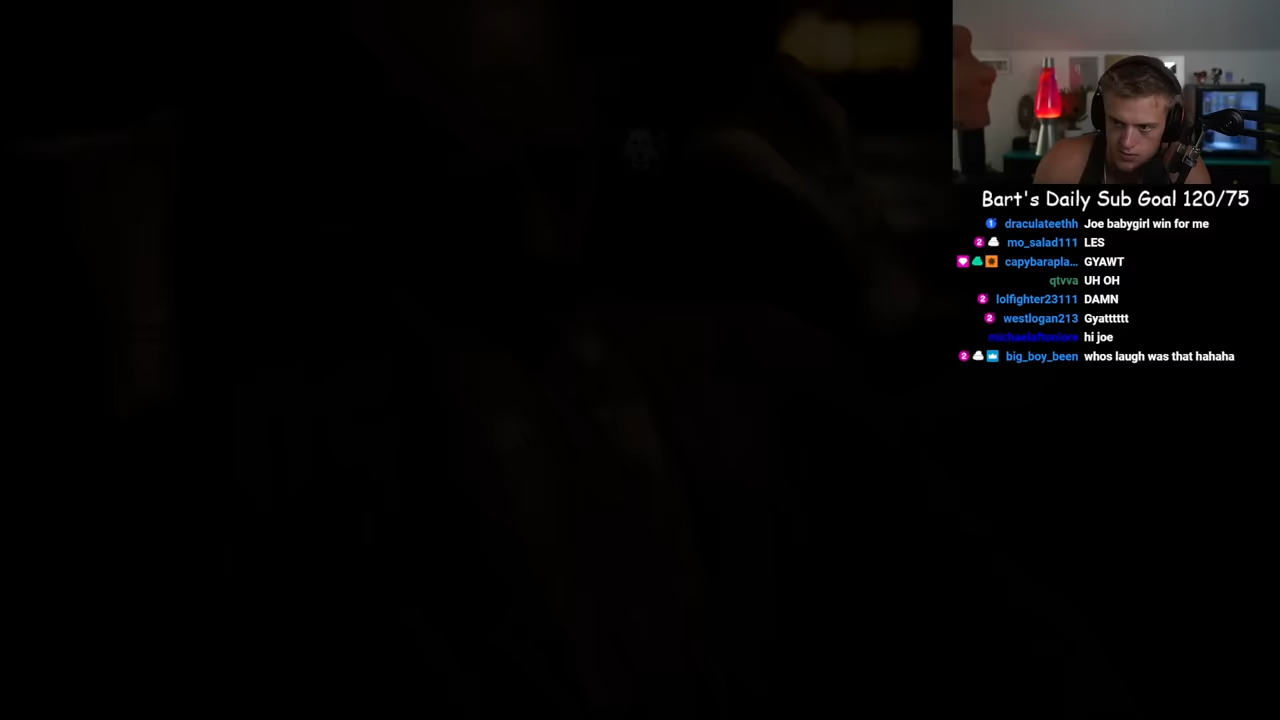 Bart's Daily Sub Goal 120/75
draculateethh Joe babygirl win for me
mo_salad111 LES
capybarapla... GYAWT
qtvva UH OH
lolfighter23111 DAMN
westlogan213 Gyatttttt
hi joe
big_boy_been whos laugh was that hahaha